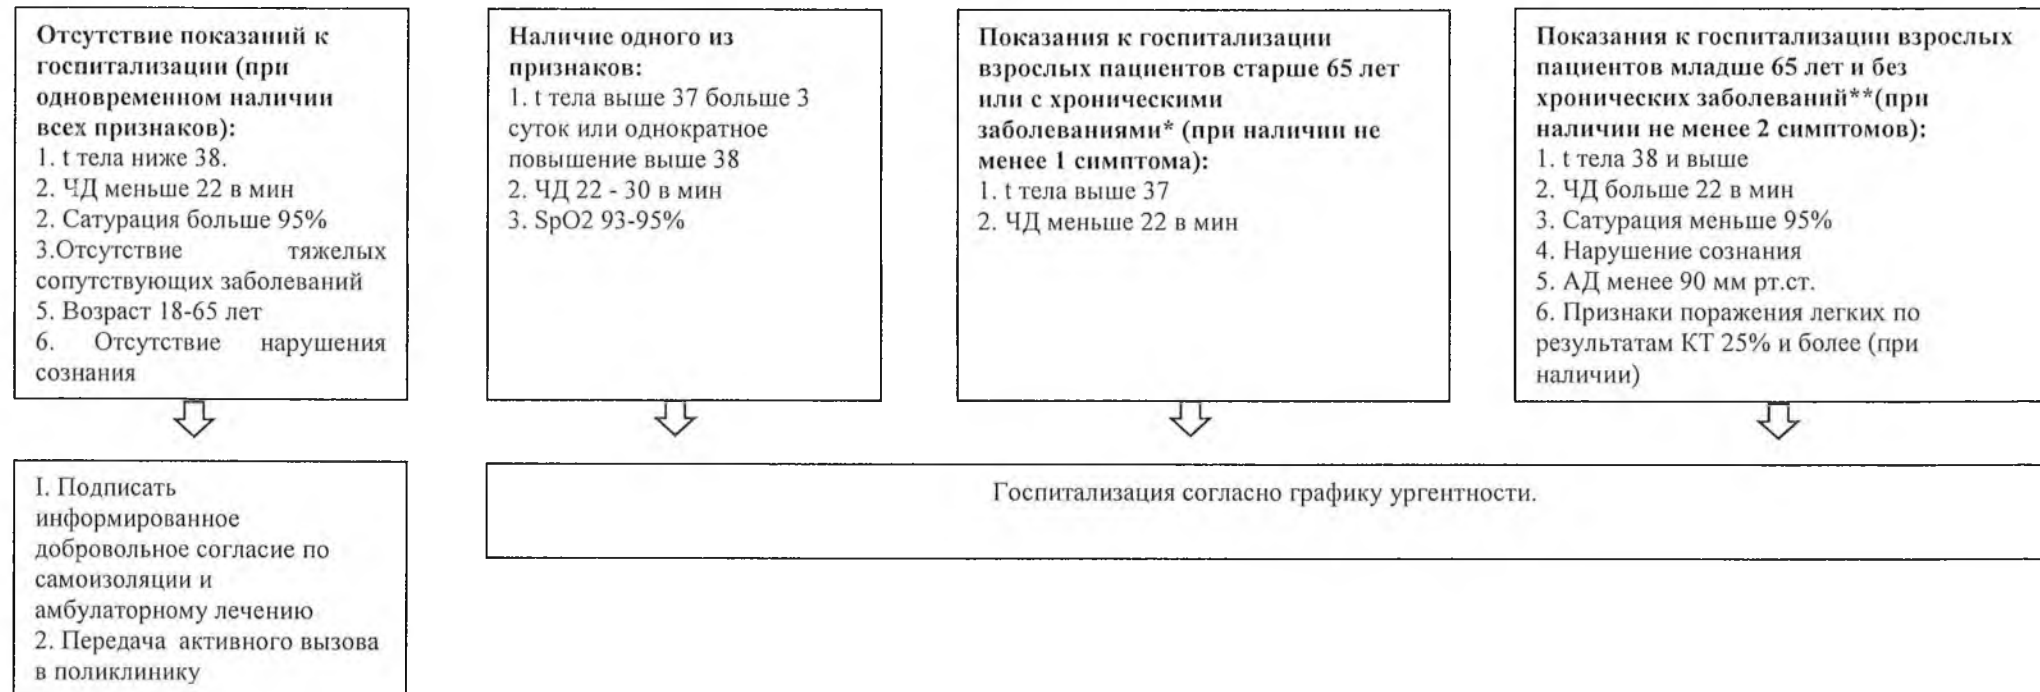 Отсутствие показаний к
госпитализации (при
одновременном наличии
всех признаков):
1. t тела ниже 38.
2. ЧД меньше 22 в мин
2. Сатурация больше 95%
3.Отсутствие тяжелых
сопутствующих заболеваний
5. Возраст 18-65 лет
6. Отсутствие нарушения
сознания
Наличие одного из
признаков:
1. t тела выше 37 больше 3
суток или однократное
повышение выше 38
2. ЧД 22 - 30 в мин
3. SpO2 93-95%
Показания к госпитализации
взрослых пациентов старше 65 лет
или с хроническими
заболеваниями* (при наличии не
менее 1 симптома):
1. t тела выше 37
2. ЧД меньше 22 в мин
Показания к госпитализации взрослых
пациентов младше 65 лет и без
хронических заболеваний**(при
наличии не менее 2 симптомов):
1. t тела 38 и выше
2. ЧД больше 22 в мин
3. Сатурация меньше 95%
4. Нарушение сознания
5. АД менее 90 мм рт.ст.
6. Признаки поражения легких по
результатам КТ 25% и более (при
наличии)
I. Подписать
информированное
добровольное согласие по
самоизоляции и
амбулаторному лечению
2. Передача активного вызова
в поликлинику
Госпитализация согласно графику ургентности.